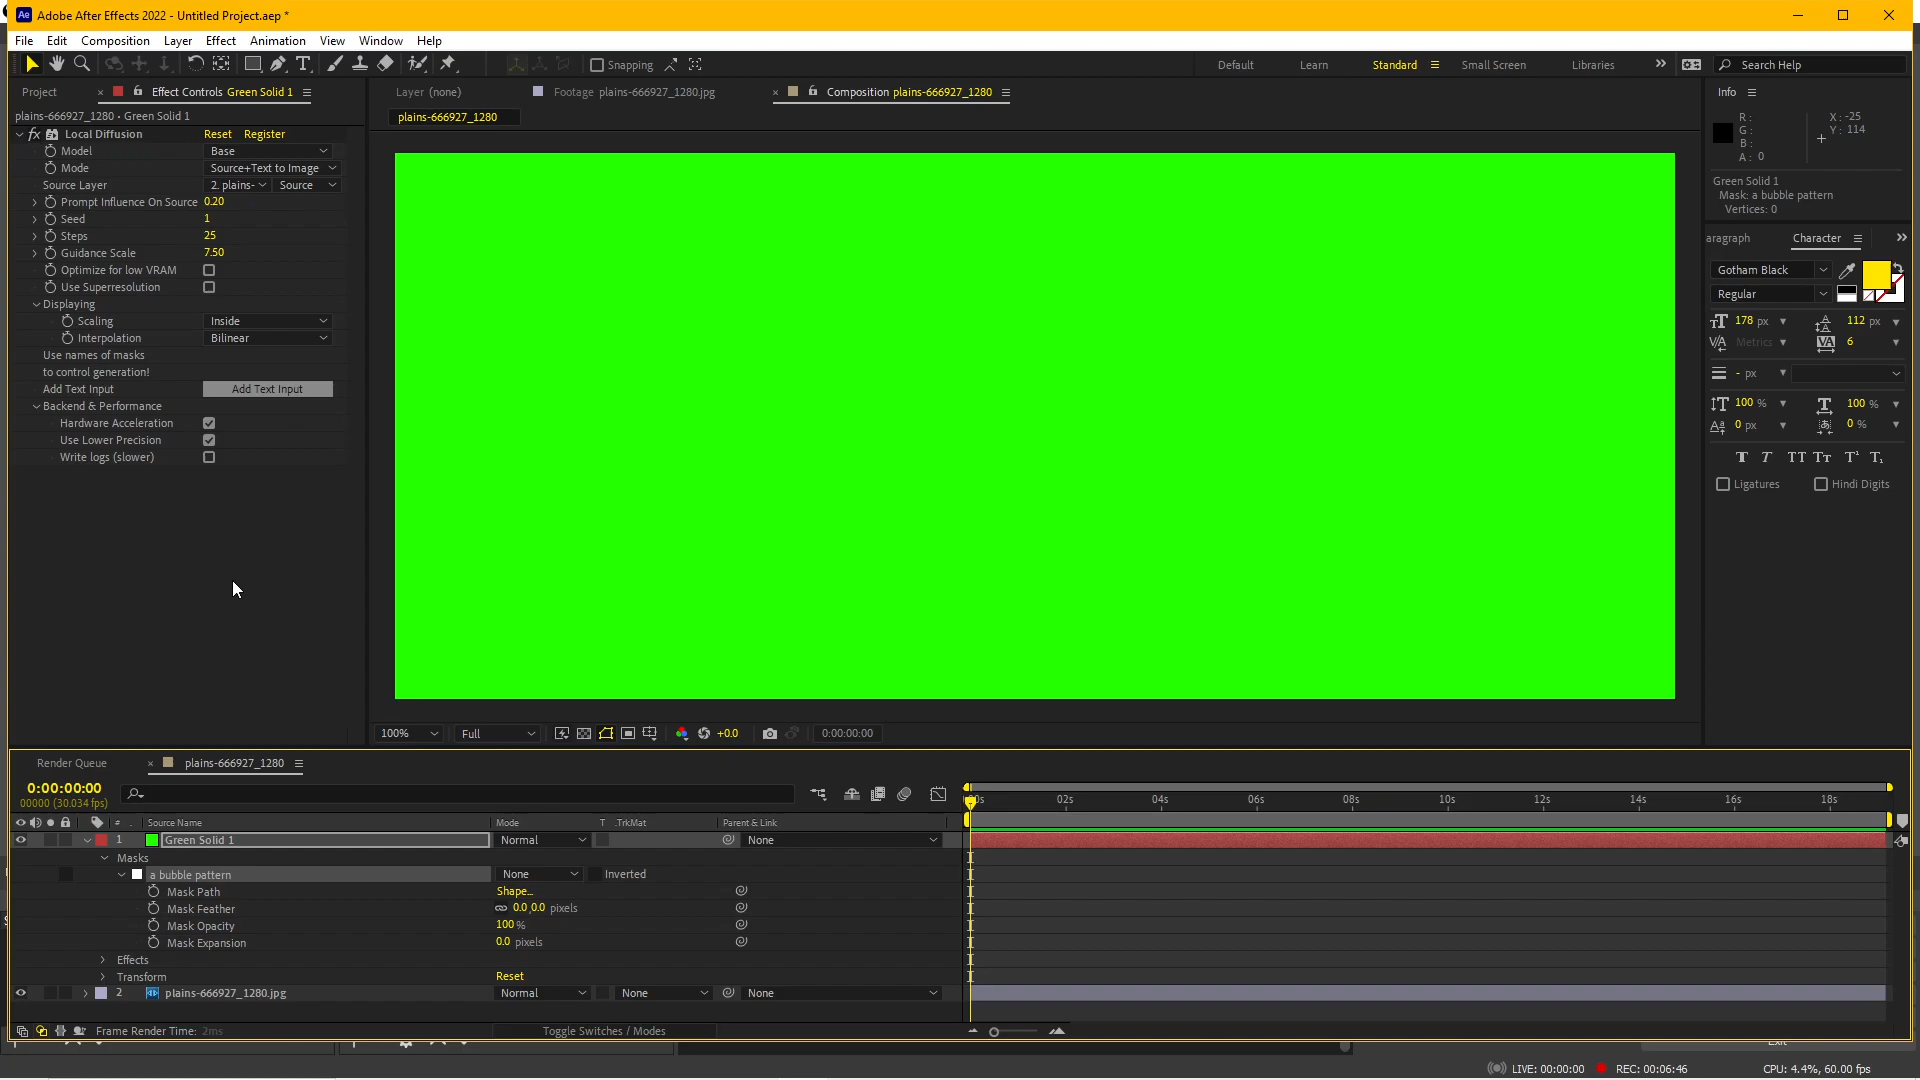 Adobe After Effects 2022 - Untitled Project.aep *
File Edit Composition Layer Effect Animation View Window Help
Snapping
Default Learn Standard Small Screen Libraries Search Help
Project Effect Controls Green Solid 1
Layer (none) Footage plains-666927_1280.jpg Composition plains-666927_1280
Info
plains-666927_1280 • Green Solid 1
plains-666927_1280
Local Diffusion Reset Register
Model Base
Mode Source+Text to Image
Source Layer 2. plains- Source
Prompt Influence On Source 0.20
Seed 1
Steps 25
Guidance Scale 7.50
Optimize for low VRAM
Use Superresolution
Displaying
Scaling Inside
Interpolation Bilinear
Use names of masks
to control generation!
Add Text Input Add Text Input
Backend & Performance
Hardware Acceleration
Use Lower Precision
Write logs (slower)
R: X: -25
G: Y: 114
B:
A: 0
Green Solid 1
Mask: a bubble pattern
Vertices: 0
aragraph Character
Gotham Black
Regular
178 px 112 px
Metrics 6
- px
100 % 100 %
0 px 0 %
Ligatures Hindi Digits
100% Full +0.0 0:00:00:00
Render Queue plains-666927_1280
0:00:00:00
00000 (30.034 fps)
0s 02s 04s 06s 08s 10s 12s 14s 16s 18s
# Source Name Mode T .TrkMat Parent & Link
1 Green Solid 1 Normal None
Masks
a bubble pattern None Inverted
Mask Path Shape...
Mask Feather 0.0,0.0 pixels
Mask Opacity 100 %
Mask Expansion 0.0 pixels
Effects
Transform Reset
2 plains-666927_1280.jpg Normal None None
Frame Render Time: 2ms Toggle Switches / Modes
LIVE: 00:00:00 REC: 00:06:46 CPU: 4.4%, 60.00 fps